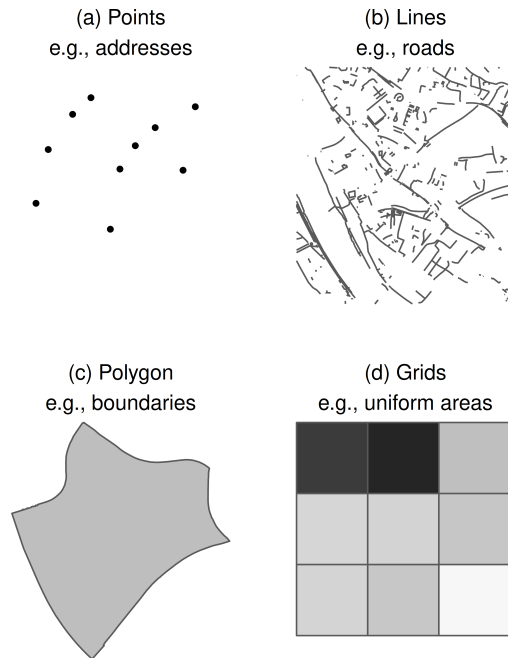 (a) Points
e.g., addresses
(b) Lines
e.g., roads
(c) Polygon
e.g., boundaries
(d) Grids
e.g., uniform areas